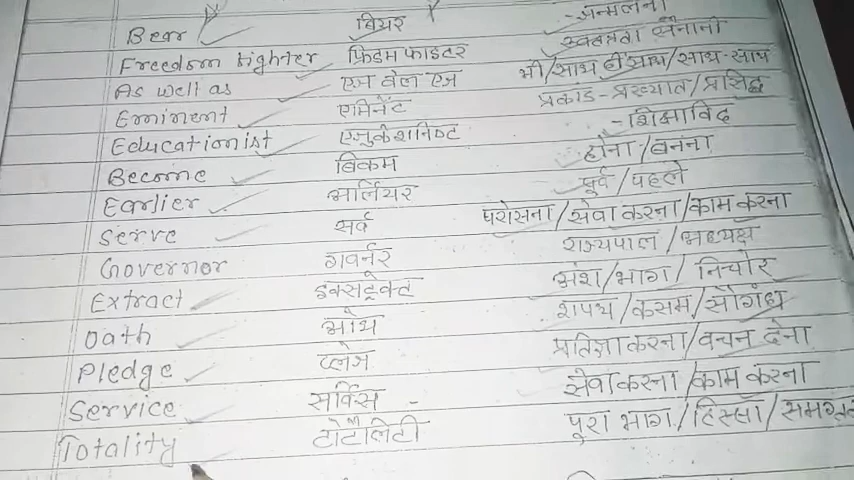 Bear बियर जन्मलेना
Freedom fighter फ्रिडम फाइटर स्वतन्त्रता सेनानी
As well as एज वेल एज भी/साथ ही साथ/साथ-साथ
Eminent एमिनेंट प्रकांड-प्रख्यात/प्रसिद्ध
Educationist एजुकेशनिष्ट - शिक्षाविद
Become बिकम होना/बनना
Earlier अर्लियर पूर्व/पहले
Serve सर्व परोसना/सेवा करना/काम करना
Governor गवर्नर राज्यपाल/अध्यक्ष
Extract इक्सट्रेक्ट अंश/भाग/निचोर
Oath ओथ शपथ/कसम/सौगंध
Pledge प्लेज प्रतिज्ञा करना/वचन देना
Service सर्विस - सेवा करना/काम करना
Totality टोटैलिटी पूरा भाग/हिस्सा